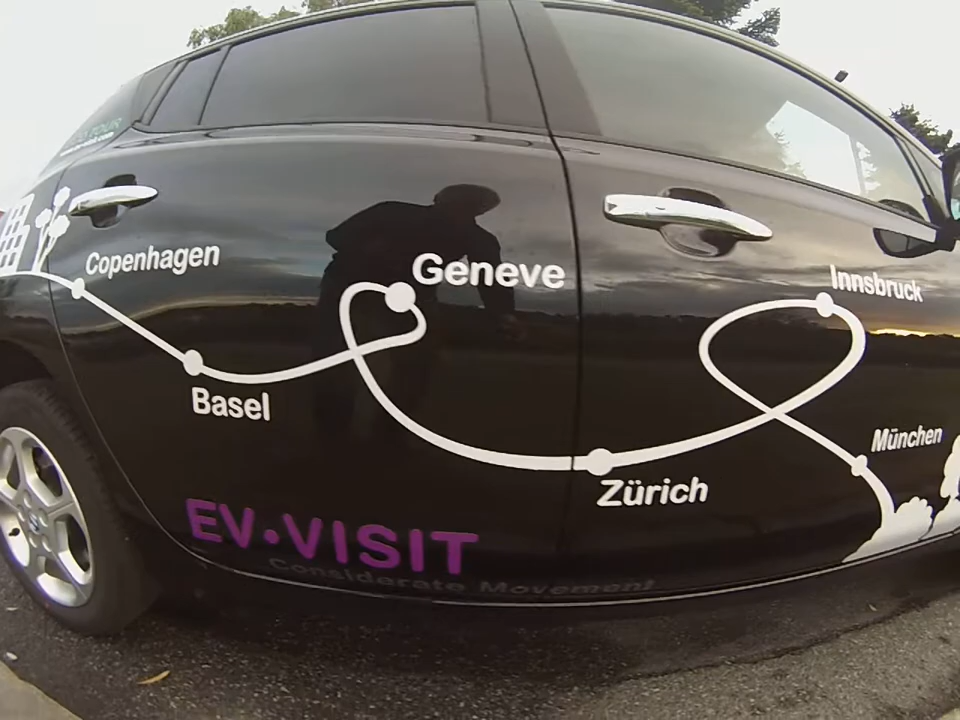 Copenhagen
Basel
Geneve
Zürich
Innsbruck
München
EV•VISIT
Considerate Movement